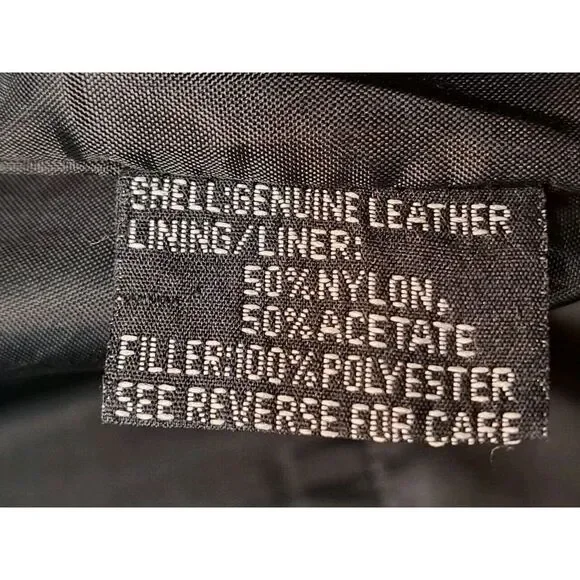 SHELL:GENUINE LEATHER
LINING/LINER:
50%NYLON,
50%ACETATE
FILLER:100%POLYESTER
SEE REVERSE FOR CARE